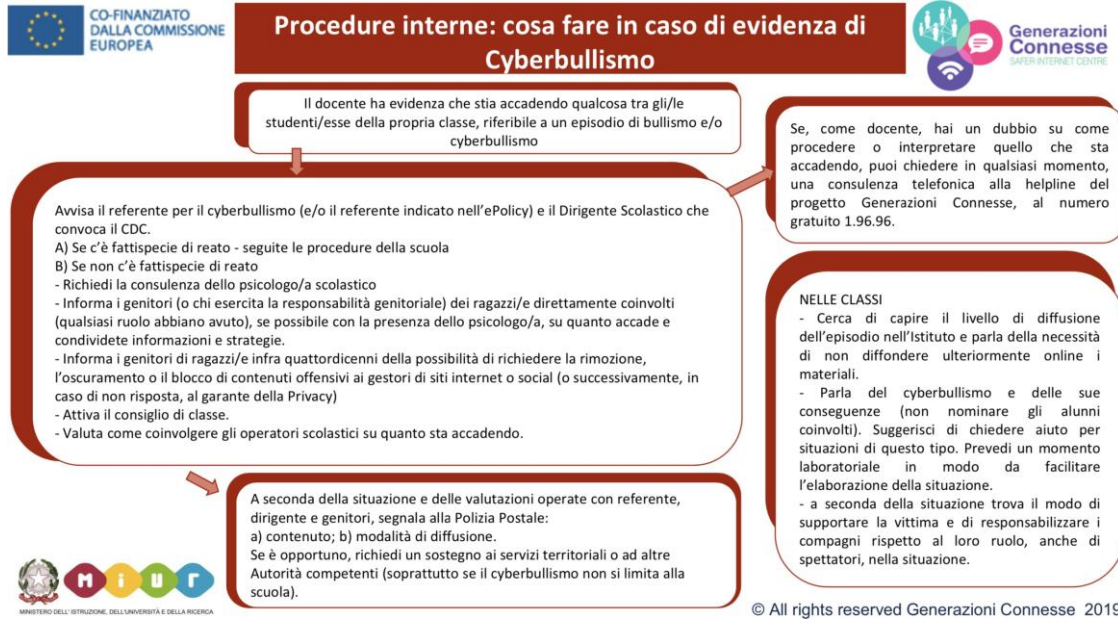 CO-FINANZIATO
DALLA COMMISSIONE
EUROPEA
Procedure interne: cosa fare in caso di evidenza di
Cyberbullismo
Generazioni
Connesse
SAFER INTERNET CENTRE
Il docente ha evidenza che stia accadendo qualcosa tra gli/le
studenti/esse della propria classe, riferibile a un episodio di bullismo e/o
cyberbullismo
Se, come docente, hai un dubbio su come
procedere o interpretare quello che sta
accadendo, puoi chiedere in qualsiasi momento,
una consulenza telefonica alla helpline del
progetto Generazioni Connesse, al numero
gratuito 1.96.96.
Avvisa il referente per il cyberbullismo (e/o il referente indicato nell'ePolicy) e il Dirigente Scolastico che
convoca il CDC.
A) Se c'è fattispecie di reato - seguite le procedure della scuola
B) Se non c'è fattispecie di reato
- Richiedi la consulenza dello psicologo/a scolastico
- Informa i genitori (o chi esercita la responsabilità genitoriale) dei ragazzi/e direttamente coinvolti
(qualsiasi ruolo abbiano avuto), se possibile con la presenza dello psicologo/a, su quanto accade e
condividete informazioni e strategie.
- Informa i genitori di ragazzi/e infra quattordicenni della possibilità di richiedere la rimozione,
l'oscuramento o il blocco di contenuti offensivi ai gestori di siti internet o social (o successivamente, in
caso di non risposta, al garante della Privacy)
- Attiva il consiglio di classe.
- Valuta come coinvolgere gli operatori scolastici su quanto sta accadendo.
NELLE CLASSI
- Cerca di capire il livello di diffusione
dell'episodio nell'Istituto e parla della necessità
di non diffondere ulteriormente online i
materiali.
- Parla del cyberbullismo e delle sue
conseguenze (non nominare gli alunni
coinvolti). Suggerisci di chiedere aiuto per
situazioni di questo tipo. Prevedi un momento
laboratoriale in modo da facilitare
l'elaborazione della situazione.
- a seconda della situazione trova il modo di
supportare la vittima e di responsabilizzare i
compagni rispetto al loro ruolo, anche di
spettatori, nella situazione.
A seconda della situazione e delle valutazioni operate con referente,
dirigente e genitori, segnala alla Polizia Postale:
a) contenuto; b) modalità di diffusione.
Se è opportuno, richiedi un sostegno ai servizi territoriali o ad altre
Autorità competenti (soprattutto se il cyberbullismo non si limita alla
scuola).
MIUR
MINISTERO DELL'ISTRUZIONE, DELL'UNIVERSITÀ E DELLA RICERCA
© All rights reserved Generazioni Connesse 2019